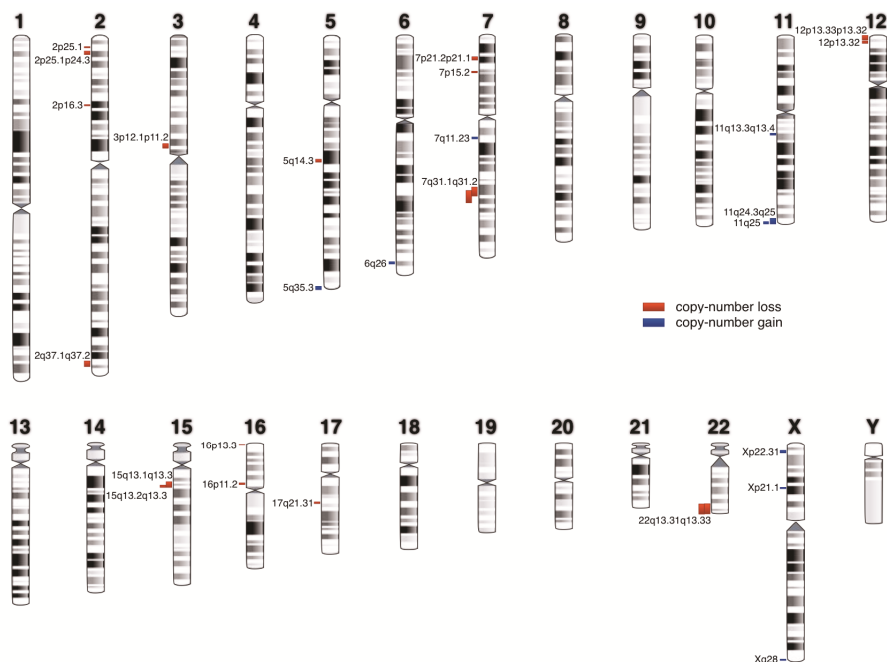 1 2 3 4 5 6 7 8 9 10 11 12
2p25.1
2p25.1p24.3
2p16.3
2q37.1q37.2
3p12.1p11.2
5q14.3
5q35.3
6q26
7p21.2p21.1
7p15.2
7q11.23
7q31.1q31.2
11q13.3q13.4
11q24.3q25
11q25
12p13.33p13.32
12p13.32
copy-number loss
copy-number gain
13 14 15 16 17 18 19 20 21 22 X Y
15q13.1q13.3
15q13.2q13.3
16p13.3
16p11.2
17q21.31
22q13.31q13.33
Xp22.31
Xp21.1
Xq28